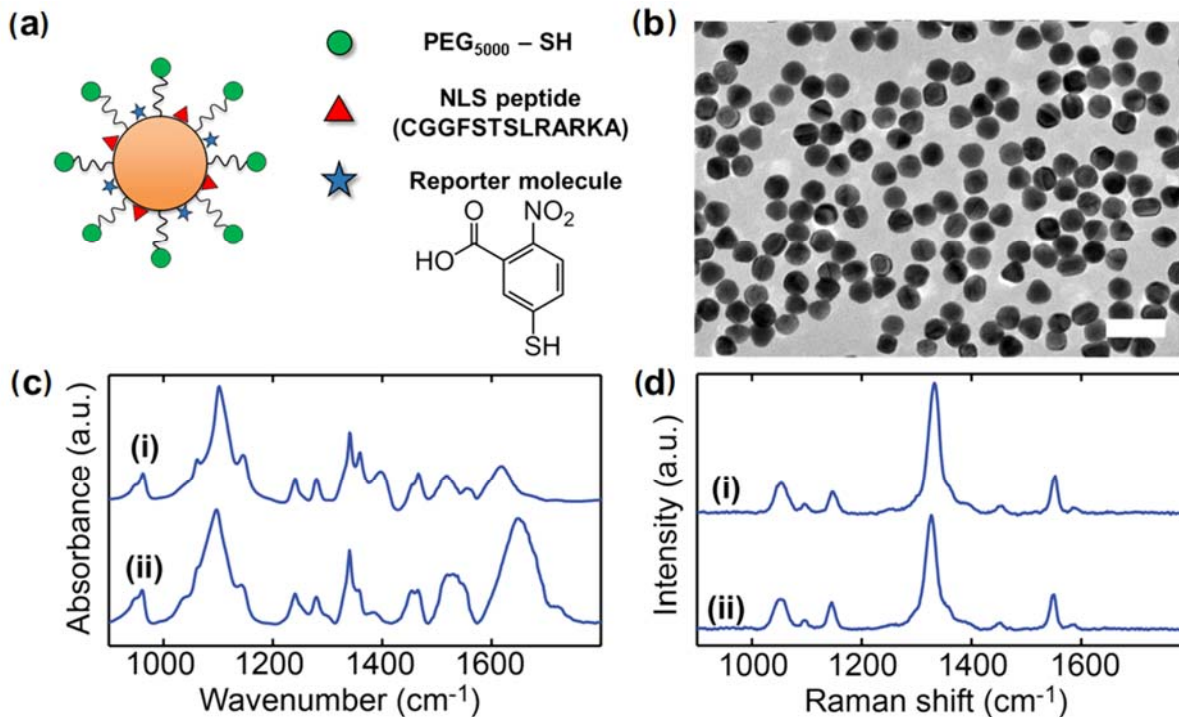 (a)
PEG5000 – SH
NLS peptide
(CGGFSTSLRARKA)
Reporter molecule
O
NO2
HO
SH
(b)
(c)
(i)
(ii)
Absorbance (a.u.)
1000 1200 1400 1600
Wavenumber (cm-1)
(d)
(i)
(ii)
Intensity (a.u.)
1000 1200 1400 1600
Raman shift (cm-1)